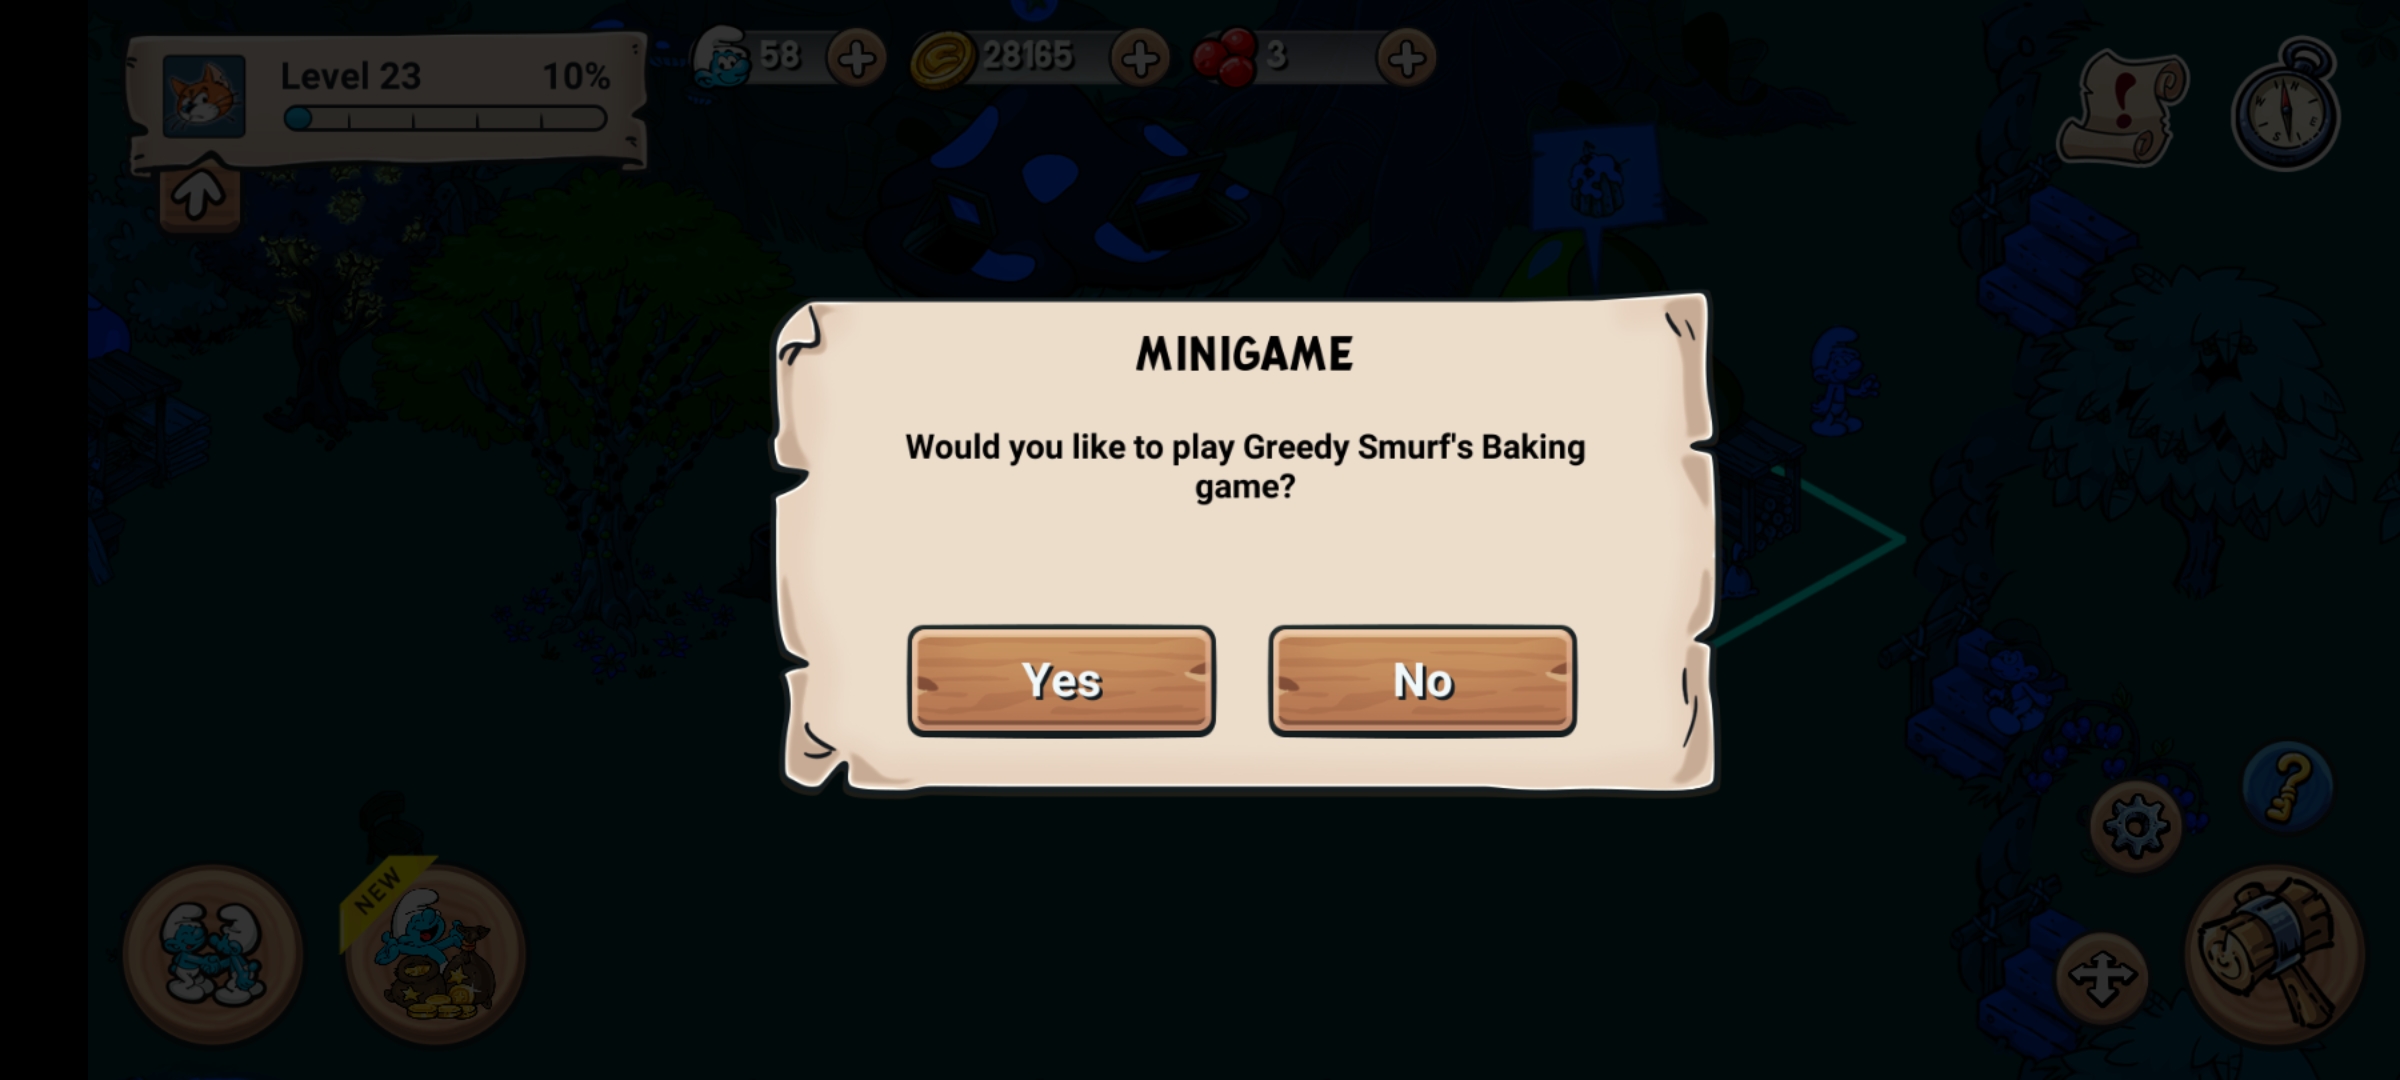 Level 23 10%
58
28165
3
MINIGAME
Would you like to play Greedy Smurf's Baking
game?
Yes
No
NEW